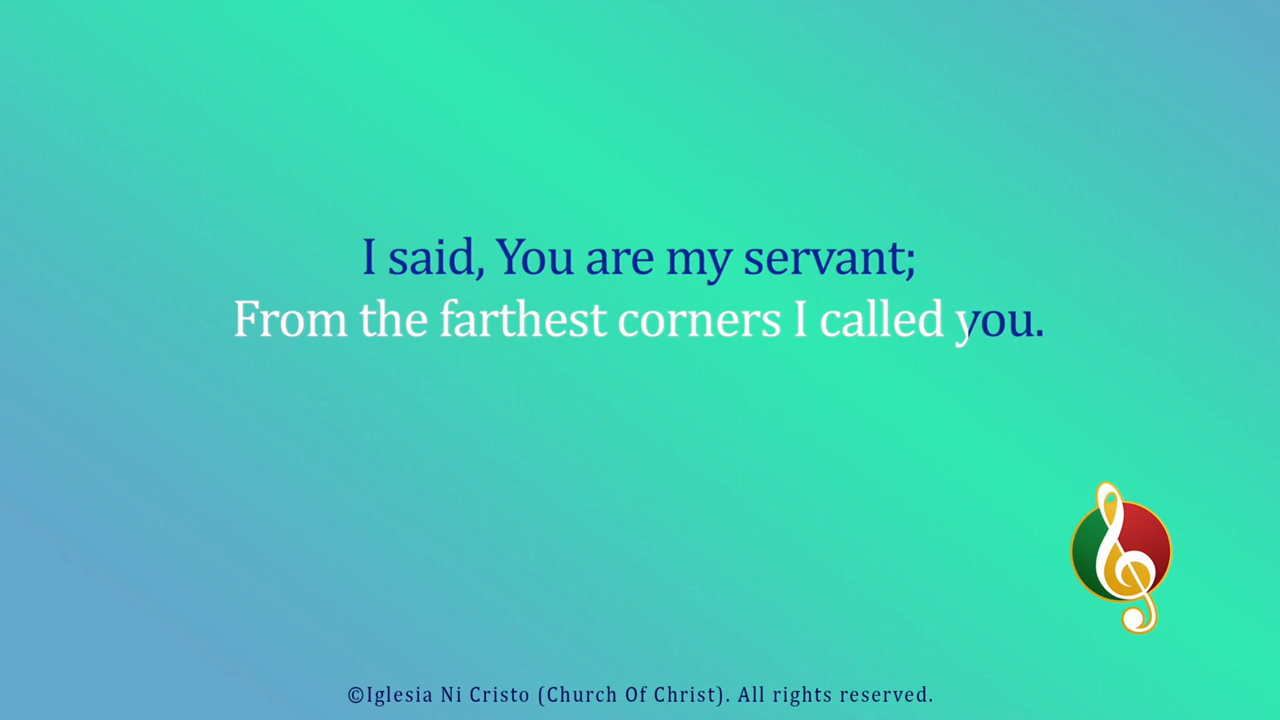 I said, You are my servant;
From the farthest corners I called you.
©Iglesia Ni Cristo (Church Of Christ). All rights reserved.